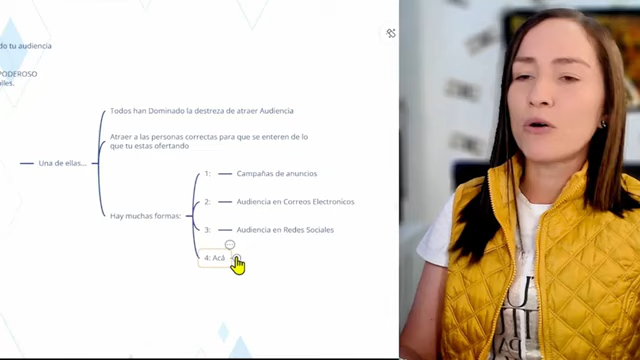 do tu audiencia
PODEROSO
Todos han Dominado la destreza de atraer Audiencia
Atraer a las personas correctas para que se enteren de lo
que tu estas ofertando
Una de ellas...
Hay muchas formas:
1: Campañas de anuncios
2: Audiencia en Correos Electronicos
3: Audiencia en Redes Sociales
4: Acá